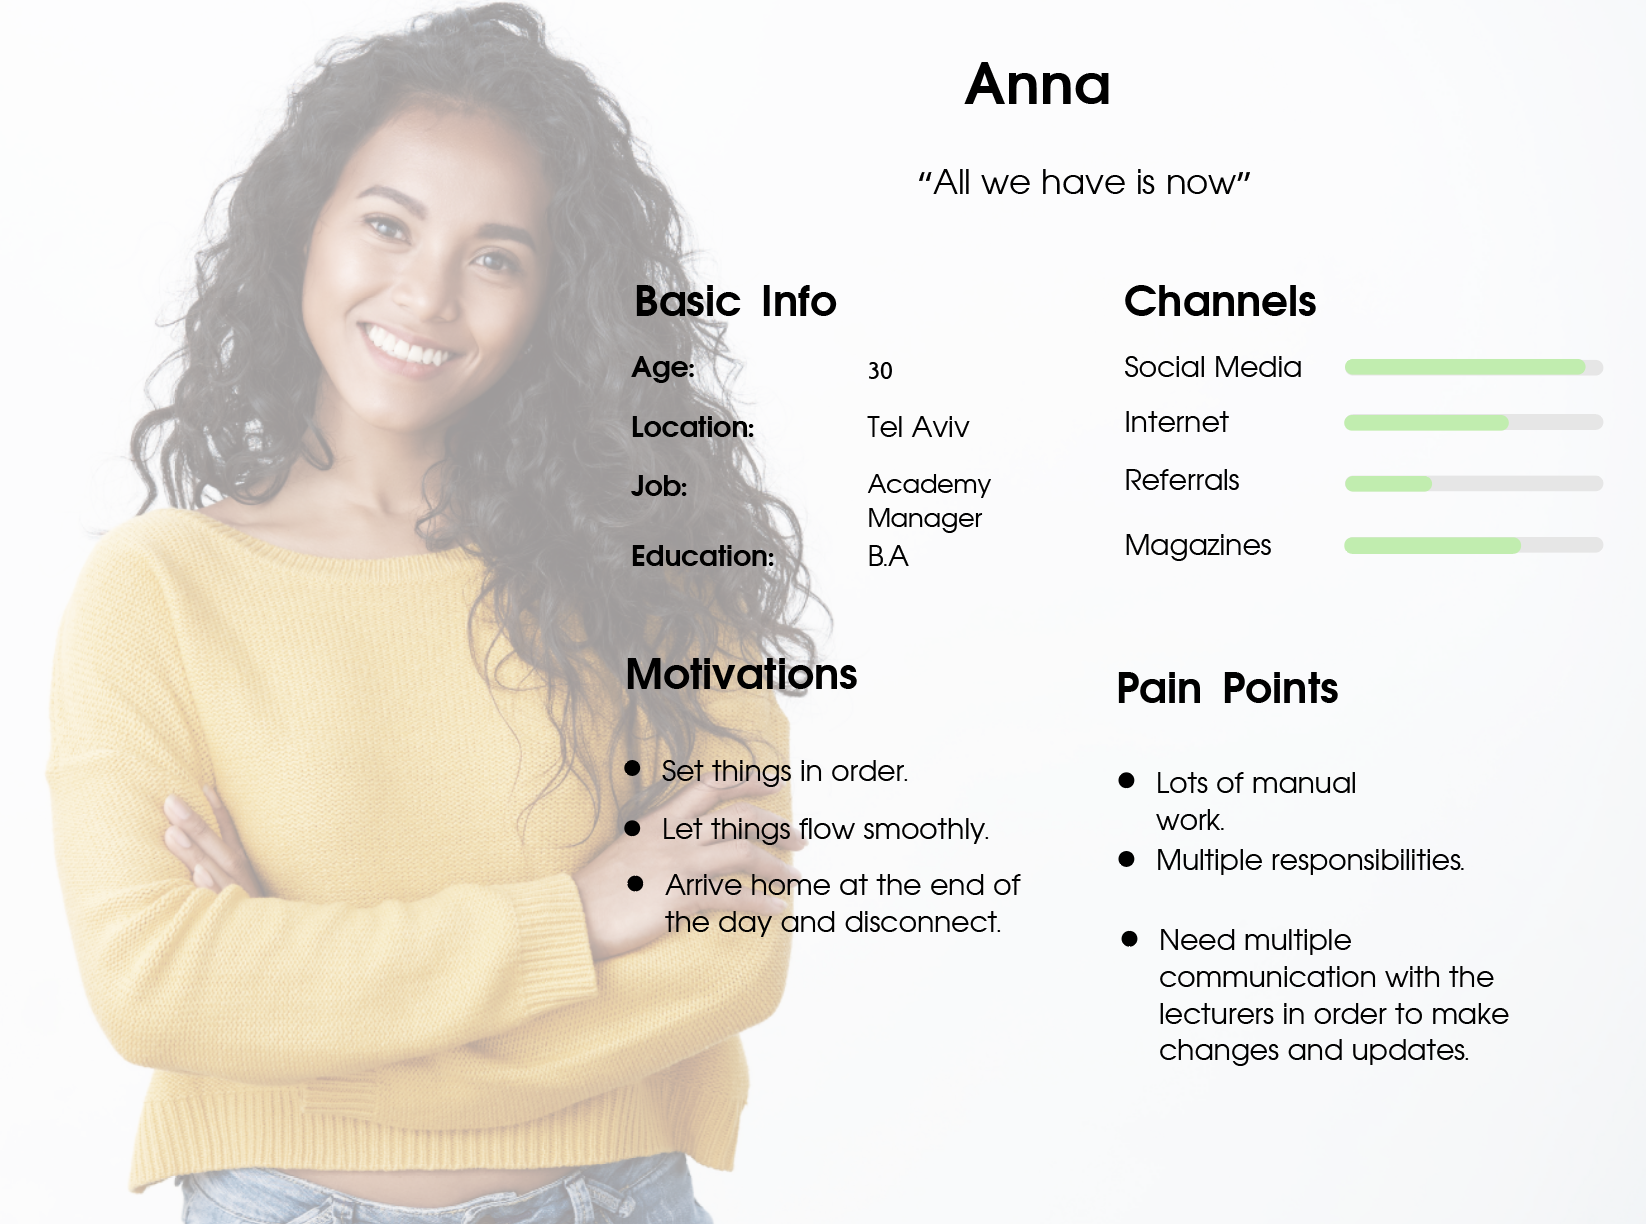 Anna
“All we have is now”
Basic Info
Age: 30
Location: Tel Aviv
Job: Academy
Manager
Education: B.A
Channels
Social Media
Internet
Referrals
Magazines
Motivations
Set things in order.
Let things flow smoothly.
Arrive home at the end of
the day and disconnect.
Pain Points
Lots of manual
work.
Multiple responsibilities.
Need multiple
communication with the
lecturers in order to make
changes and updates.